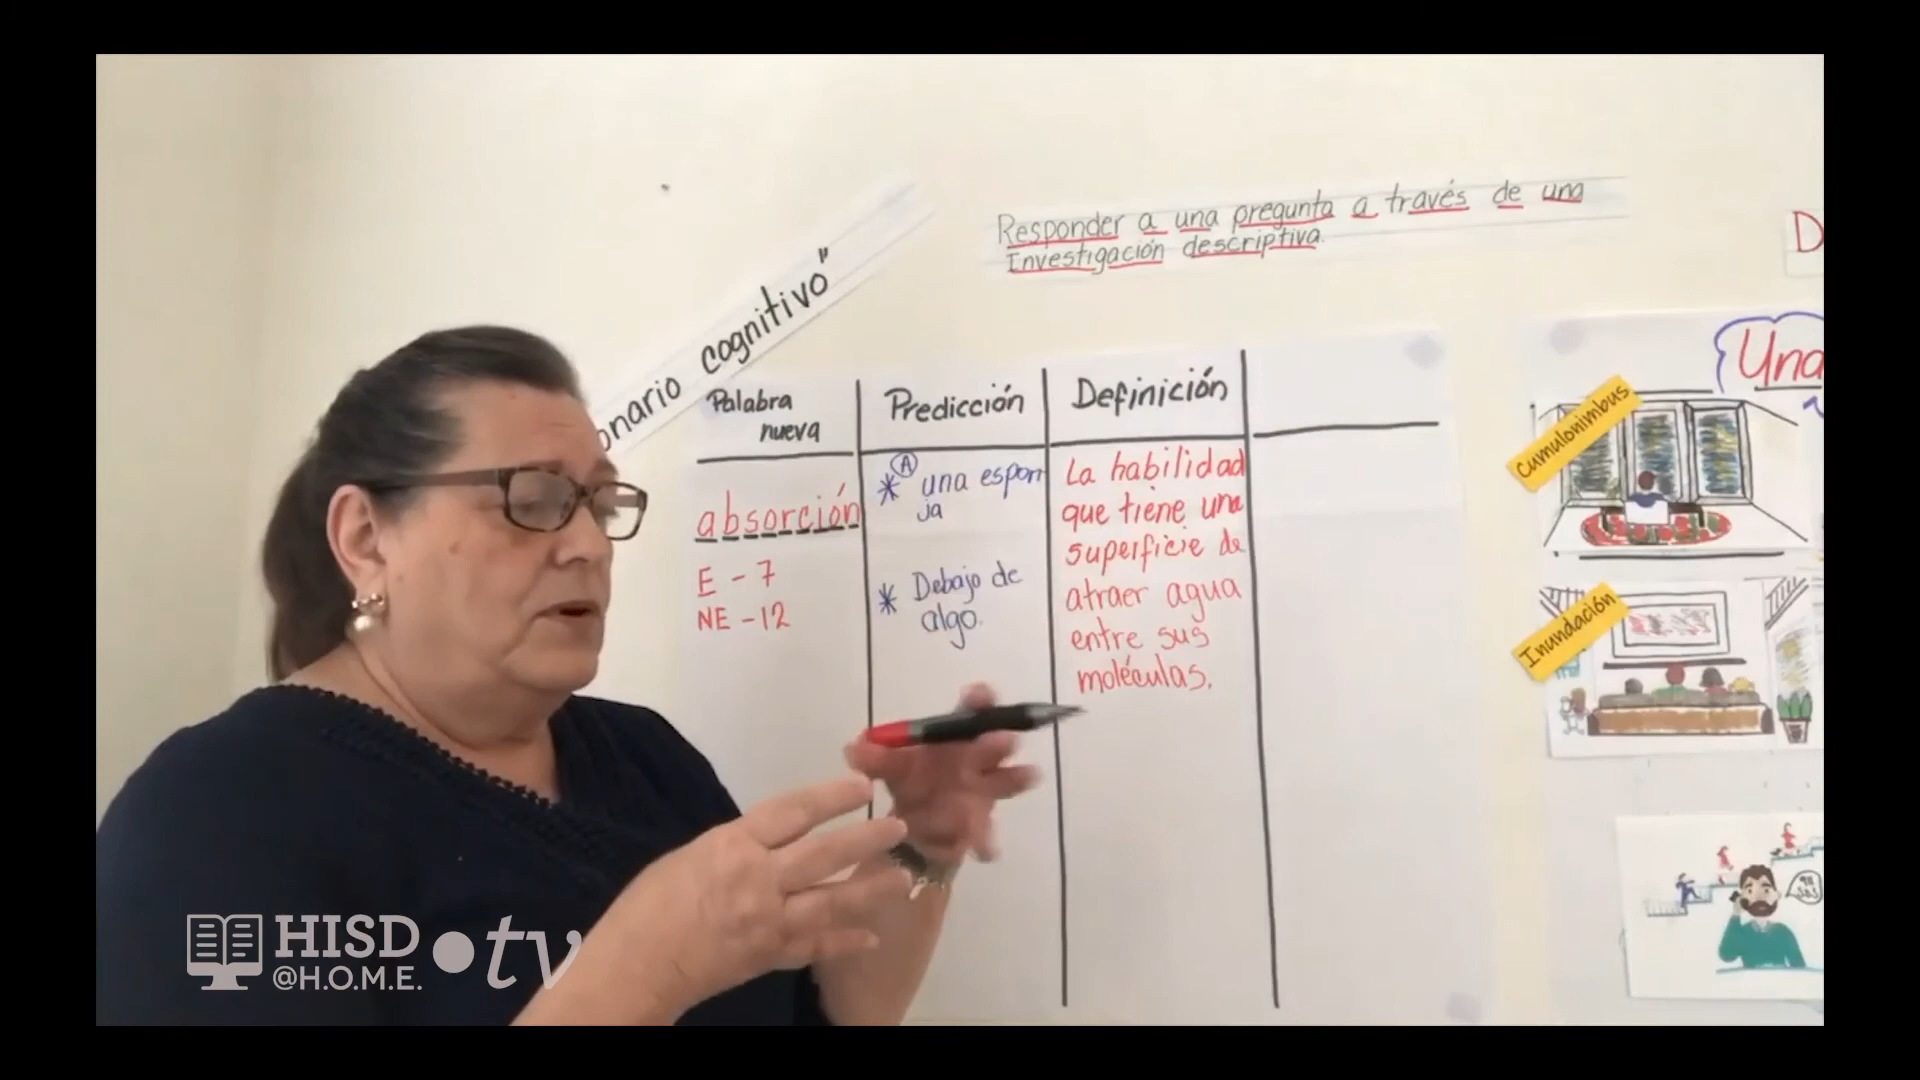 Responder a una pregunta a través de una
Investigación descriptiva.
onario cognitivo"
Palabra
nueva
Predicción
Definición
absorción
E - 7
NE - 12
* A una espon
ja
* Debajo de
algo.
La habilidad
que tiene una
superficie de
atraer agua
entre sus
moléculas.
D
Una
Cumulonimbus
Inundación
HISD
@H.O.M.E.
.tv